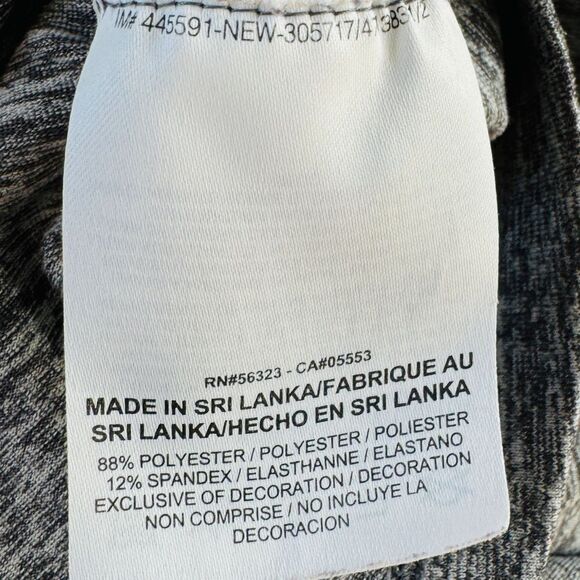 IM# 445591-NEW-305717/413851/2
RN#56323 - CA#05553
MADE IN SRI LANKA/FABRIQUE AU
SRI LANKA/HECHO EN SRI LANKA
88% POLYESTER / POLYESTER / POLIESTER
12% SPANDEX / ELASTHANNE / ELASTANO
EXCLUSIVE OF DECORATION / DECORATION
NON COMPRISE / NO INCLUYE LA
DECORACION